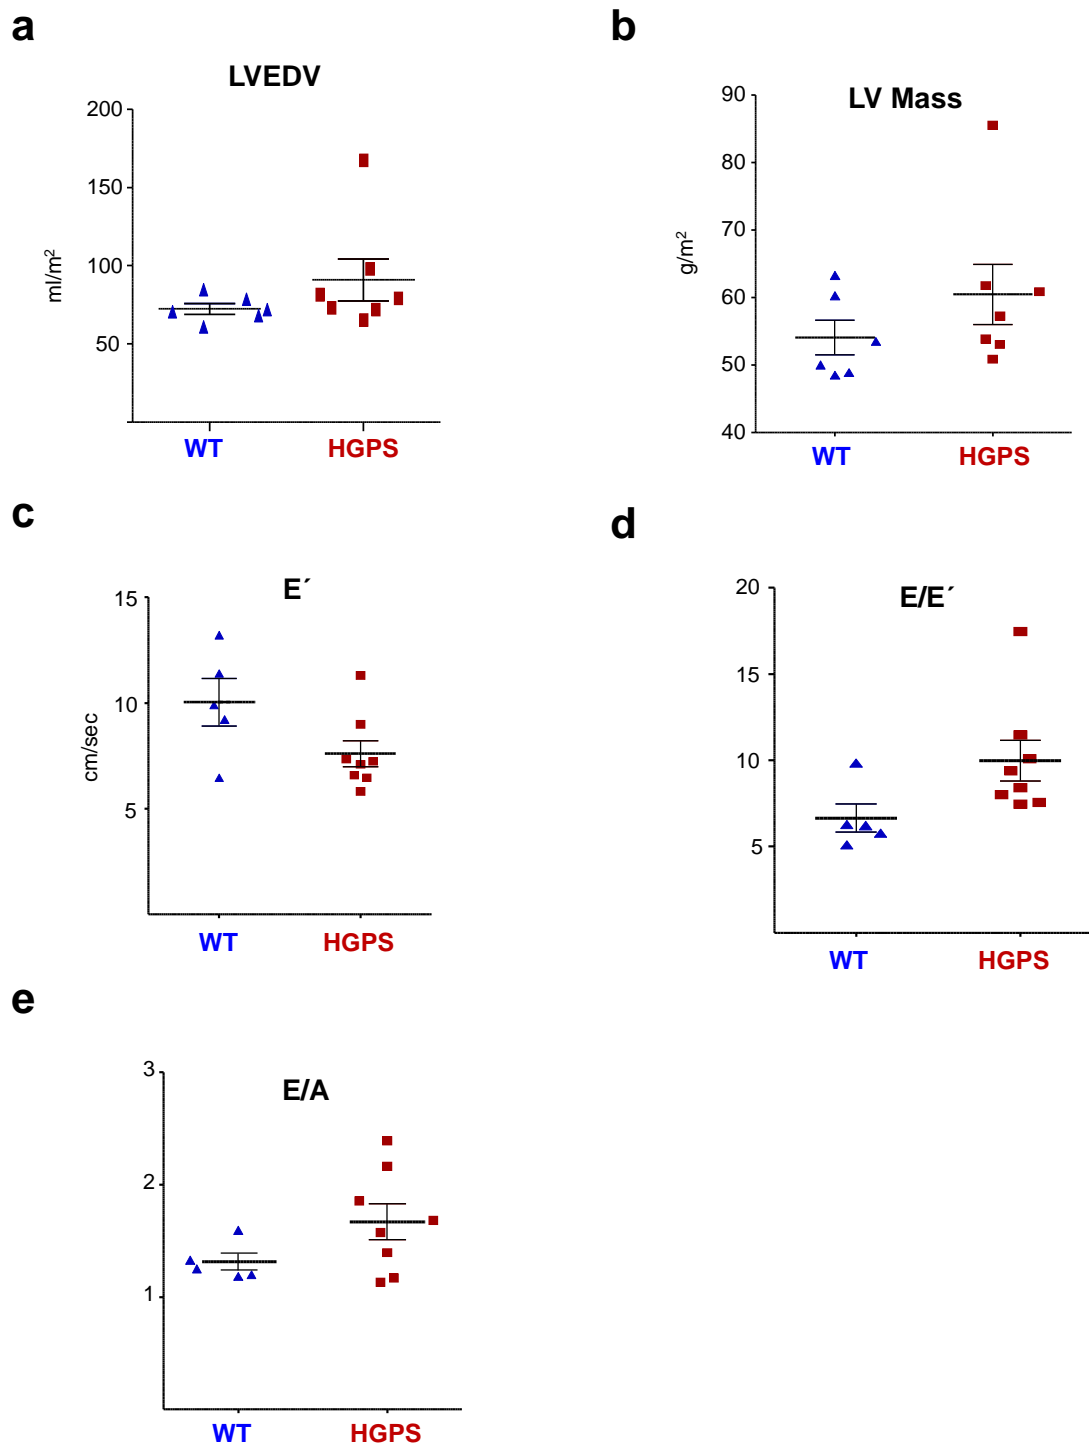 a
LVEDV
200
150
100
50
ml/m²
WT
HGPS
b
LV Mass
90
80
70
60
50
40
g/m²
WT
HGPS
c
E´
15
10
5
cm/sec
WT
HGPS
d
E/E´
20
15
10
5
WT
HGPS
e
E/A
3
2
1
WT
HGPS